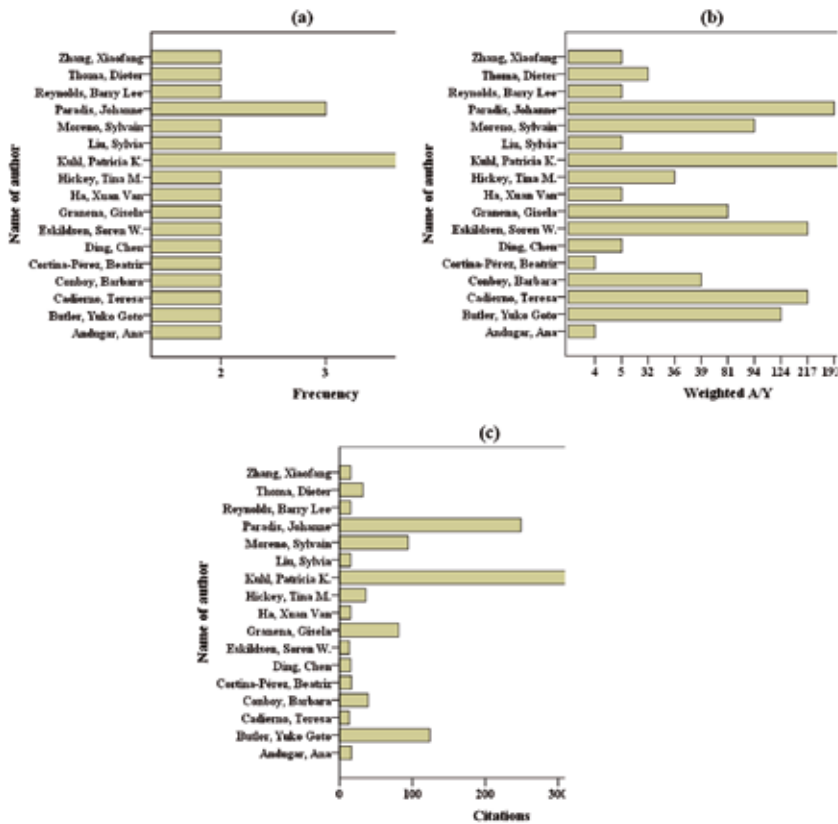 (a)
Name of author
Zhang, Xiaofang
Thoma, Dieter
Reynolds, Barry Lee
Paradis, Johanne
Moreno, Sylvain
Liu, Sylvia
Kuhl, Patricia K.
Hickey, Tina M.
Ha, Xuan Van
Granena, Gisela
Eskildsen, Soren W.
Ding, Chen
Cortina-Pérez, Beatriz
Conboy, Barbara
Cadierno, Teresa
Butler, Yuko Goto
Andugar, Ana
2 3
Frecuency
(b)
Name of author
Zhang, Xiaofang
Thoma, Dieter
Reynolds, Barry Lee
Paradis, Johanne
Moreno, Sylvain
Liu, Sylvia
Kuhl, Patricia K.
Hickey, Tina M.
Ha, Xuan Van
Granena, Gisela
Eskildsen, Soren W.
Ding, Chen
Cortina-Pérez, Beatriz
Conboy, Barbara
Cadierno, Teresa
Butler, Yuko Goto
Andugar, Ana
4 5 32 36 39 81 94 124 217 191
Weighted A/Y
(c)
Name of author
Zhang, Xiaofang
Thoma, Dieter
Reynolds, Barry Lee
Paradis, Johanne
Moreno, Sylvain
Liu, Sylvia
Kuhl, Patricia K.
Hickey, Tina M.
Ha, Xuan Van
Granena, Gisela
Eskildsen, Soren W.
Ding, Chen
Cortina-Pérez, Beatriz
Conboy, Barbara
Cadierno, Teresa
Butler, Yuko Goto
Andugar, Ana
0 100 200 300
Citations